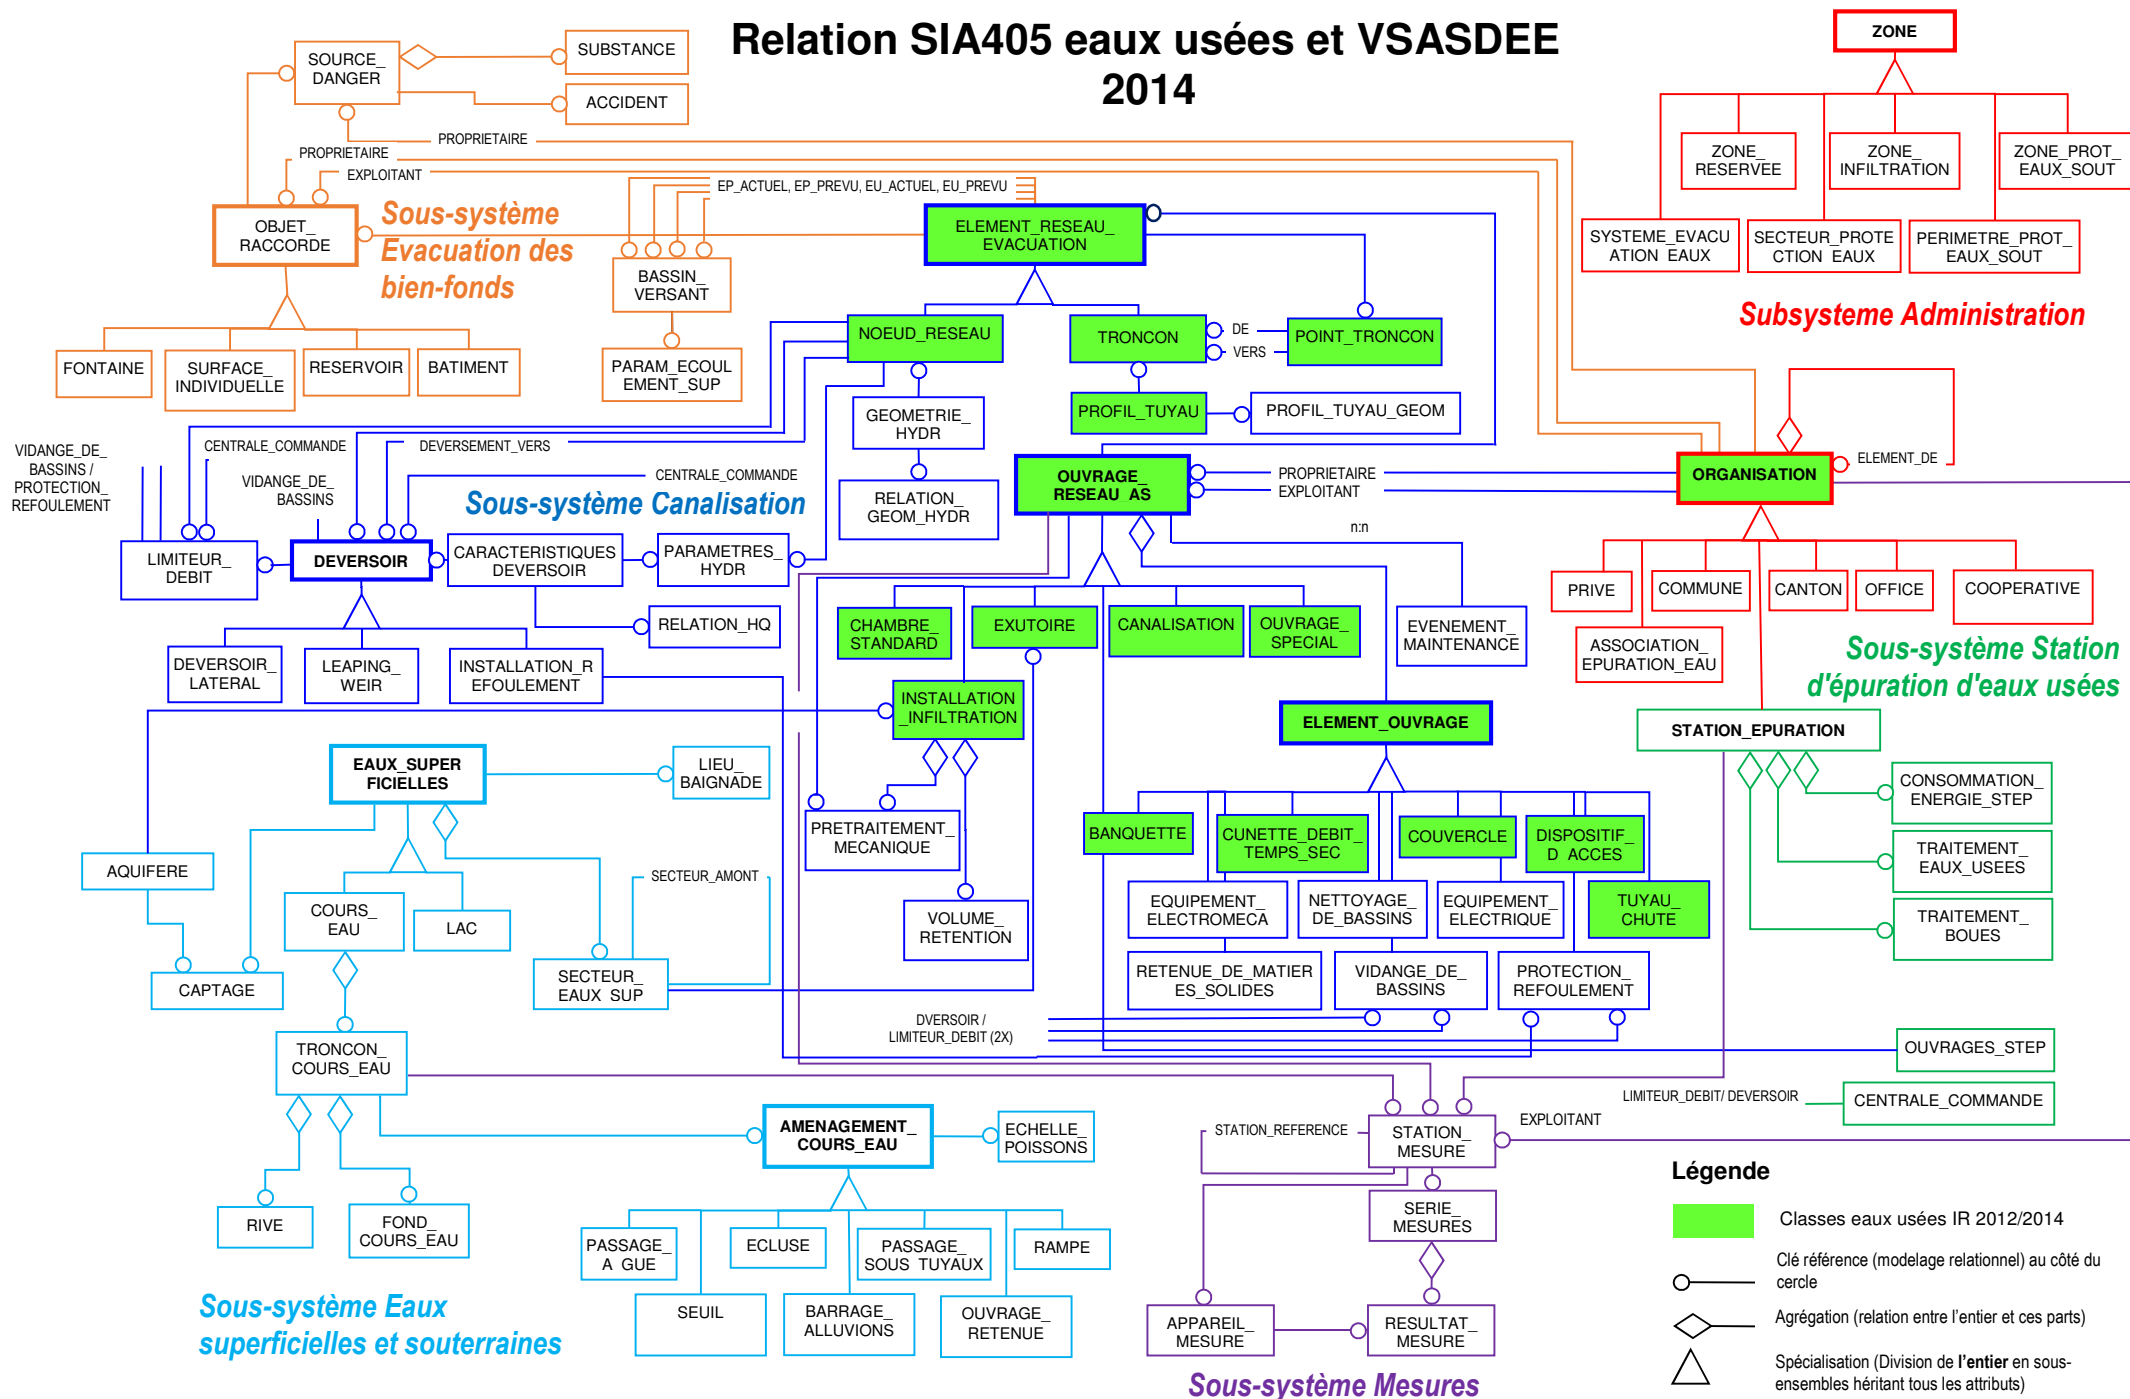 Relation SIA405 eaux usées et VSASDEE
2014
ZONE
SOURCE_
DANGER
SUBSTANCE
ACCIDENT
PROPRIETAIRE
PROPRIETAIRE
EXPLOITANT
ZONE_
RESERVEE
ZONE_
INFILTRATION
ZONE_PROT_
EAUX_SOUT
SYSTEME_EVACU
ATION_EAUX
SECTEUR_PROTE
CTION_EAUX
PERIMETRE_PROT_
EAUX_SOUT
Subsysteme Administration
OBJET_
RACCORDE
Sous-système
Evacuation des
bien-fonds
EP_ACTUEL, EP_PREVU, EU_ACTUEL, EU_PREVU
BASSIN_
VERSANT
PARAM_ECOUL
EMENT_SUP
FONTAINE
SURFACE_
INDIVIDUELLE
RESERVOIR
BATIMENT
ELEMENT_RESEAU_
EVACUATION
NOEUD_RESEAU
TRONCON
DE
VERS
POINT_TRONCON
PROFIL_TUYAU
PROFIL_TUYAU_GEOM
GEOMETRIE_
HYDR
RELATION_
GEOM_HYDR
VIDANGE_DE_
BASSINS /
PROTECTION_
REFOULEMENT
CENTRALE_COMMANDE
DEVERSEMENT_VERS
VIDANGE_DE_
BASSINS
CENTRALE_COMMANDE
Sous-système Canalisation
OUVRAGE_
RESEAU_AS
PROPRIETAIRE
EXPLOITANT
ORGANISATION
ELEMENT_DE
n:n
LIMITEUR_
DEBIT
DEVERSOIR
CARACTERISTIQUES
DEVERSOIR
PARAMETRES_
HYDR
RELATION_HQ
DEVERSOIR_
LATERAL
LEAPING_
WEIR
INSTALLATION_R
EFOULEMENT
CHAMBRE_
STANDARD
EXUTOIRE
CANALISATION
OUVRAGE_
SPECIAL
EVENEMENT_
MAINTENANCE
PRIVE
COMMUNE
CANTON
OFFICE
COOPERATIVE
ASSOCIATION_
EPURATION_EAU
Sous-système Station
d'épuration d'eaux usées
INSTALLATION
_INFILTRATION
ELEMENT_OUVRAGE
STATION_EPURATION
EAUX_SUPER
FICIELLES
LIEU_
BAIGNADE
CONSOMMATION_
ENERGIE_STEP
TRAITEMENT_
EAUX_USEES
TRAITEMENT_
BOUES
PRETRAITEMENT_
MECANIQUE
VOLUME_
RETENTION
BANQUETTE
CUNETTE_DEBIT_
TEMPS_SEC
COUVERCLE
DISPOSITIF_
D_ACCES
EQUIPEMENT_
ELECTROMECA
NETTOYAGE_
DE_BASSINS
EQUIPEMENT_
ELECTRIQUE
TUYAU_
CHUTE
RETENUE_DE_MATIER
ES_SOLIDES
VIDANGE_DE_
BASSINS
PROTECTION_
REFOULEMENT
AQUIFERE
COURS_
EAU
LAC
SECTEUR_AMONT
CAPTAGE
SECTEUR_
EAUX_SUP
DVERSOIR /
LIMITEUR_DEBIT (2X)
TRONCON_
COURS_EAU
OUVRAGES_STEP
LIMITEUR_DEBIT/ DEVERSOIR
CENTRALE_COMMANDE
EXPLOITANT
AMENAGEMENT_
COURS_EAU
ECHELLE_
POISSONS
STATION_REFERENCE
STATION_
MESURE
RIVE
FOND_
COURS_EAU
PASSAGE_
A_GUE
ECLUSE
PASSAGE_
SOUS_TUYAUX
RAMPE
SEUIL
BARRAGE_
ALLUVIONS
OUVRAGE_
RETENUE
SERIE_
MESURES
APPAREIL_
MESURE
RESULTAT_
MESURE
Sous-système Eaux
superficielles et souterraines
Sous-système Mesures
Légende
Classes eaux usées IR 2012/2014
Clé référence (modelage relationnel) au côté du
cercle
Agrégation (relation entre l'entier et ces parts)
Spécialisation (Division de l'entier en sous-
ensembles héritant tous les attributs)